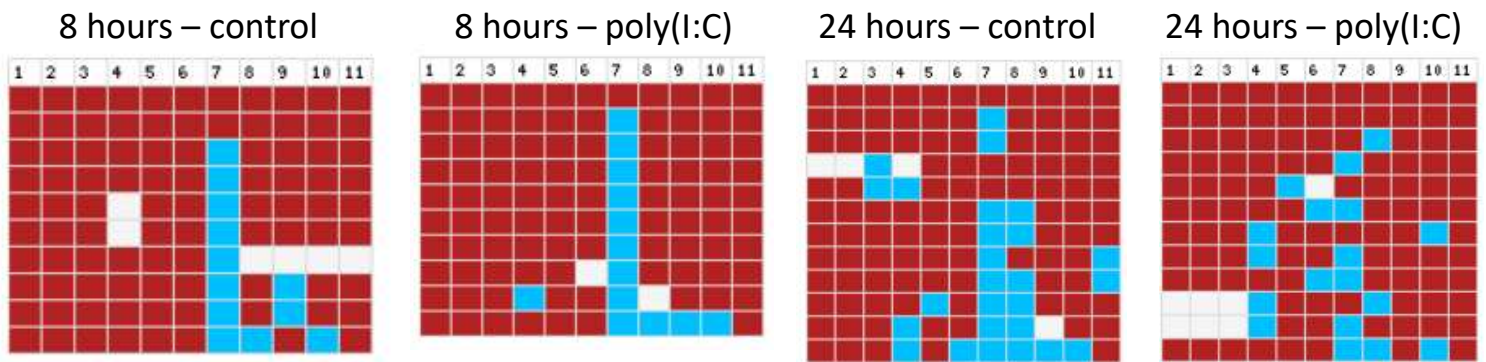 8 hours – control
8 hours – poly(I:C)
24 hours – control
24 hours – poly(I:C)
1 2 3 4 5 6 7 8 9 10 11
1 2 3 4 5 6 7 8 9 10 11
1 2 3 4 5 6 7 8 9 10 11
1 2 3 4 5 6 7 8 9 10 11